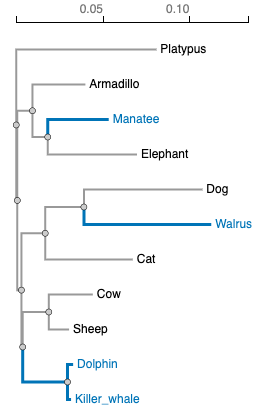 0.05 0.10
Platypus
Armadillo
Manatee
Elephant
Dog
Walrus
Cat
Cow
Sheep
Dolphin
Killer_whale